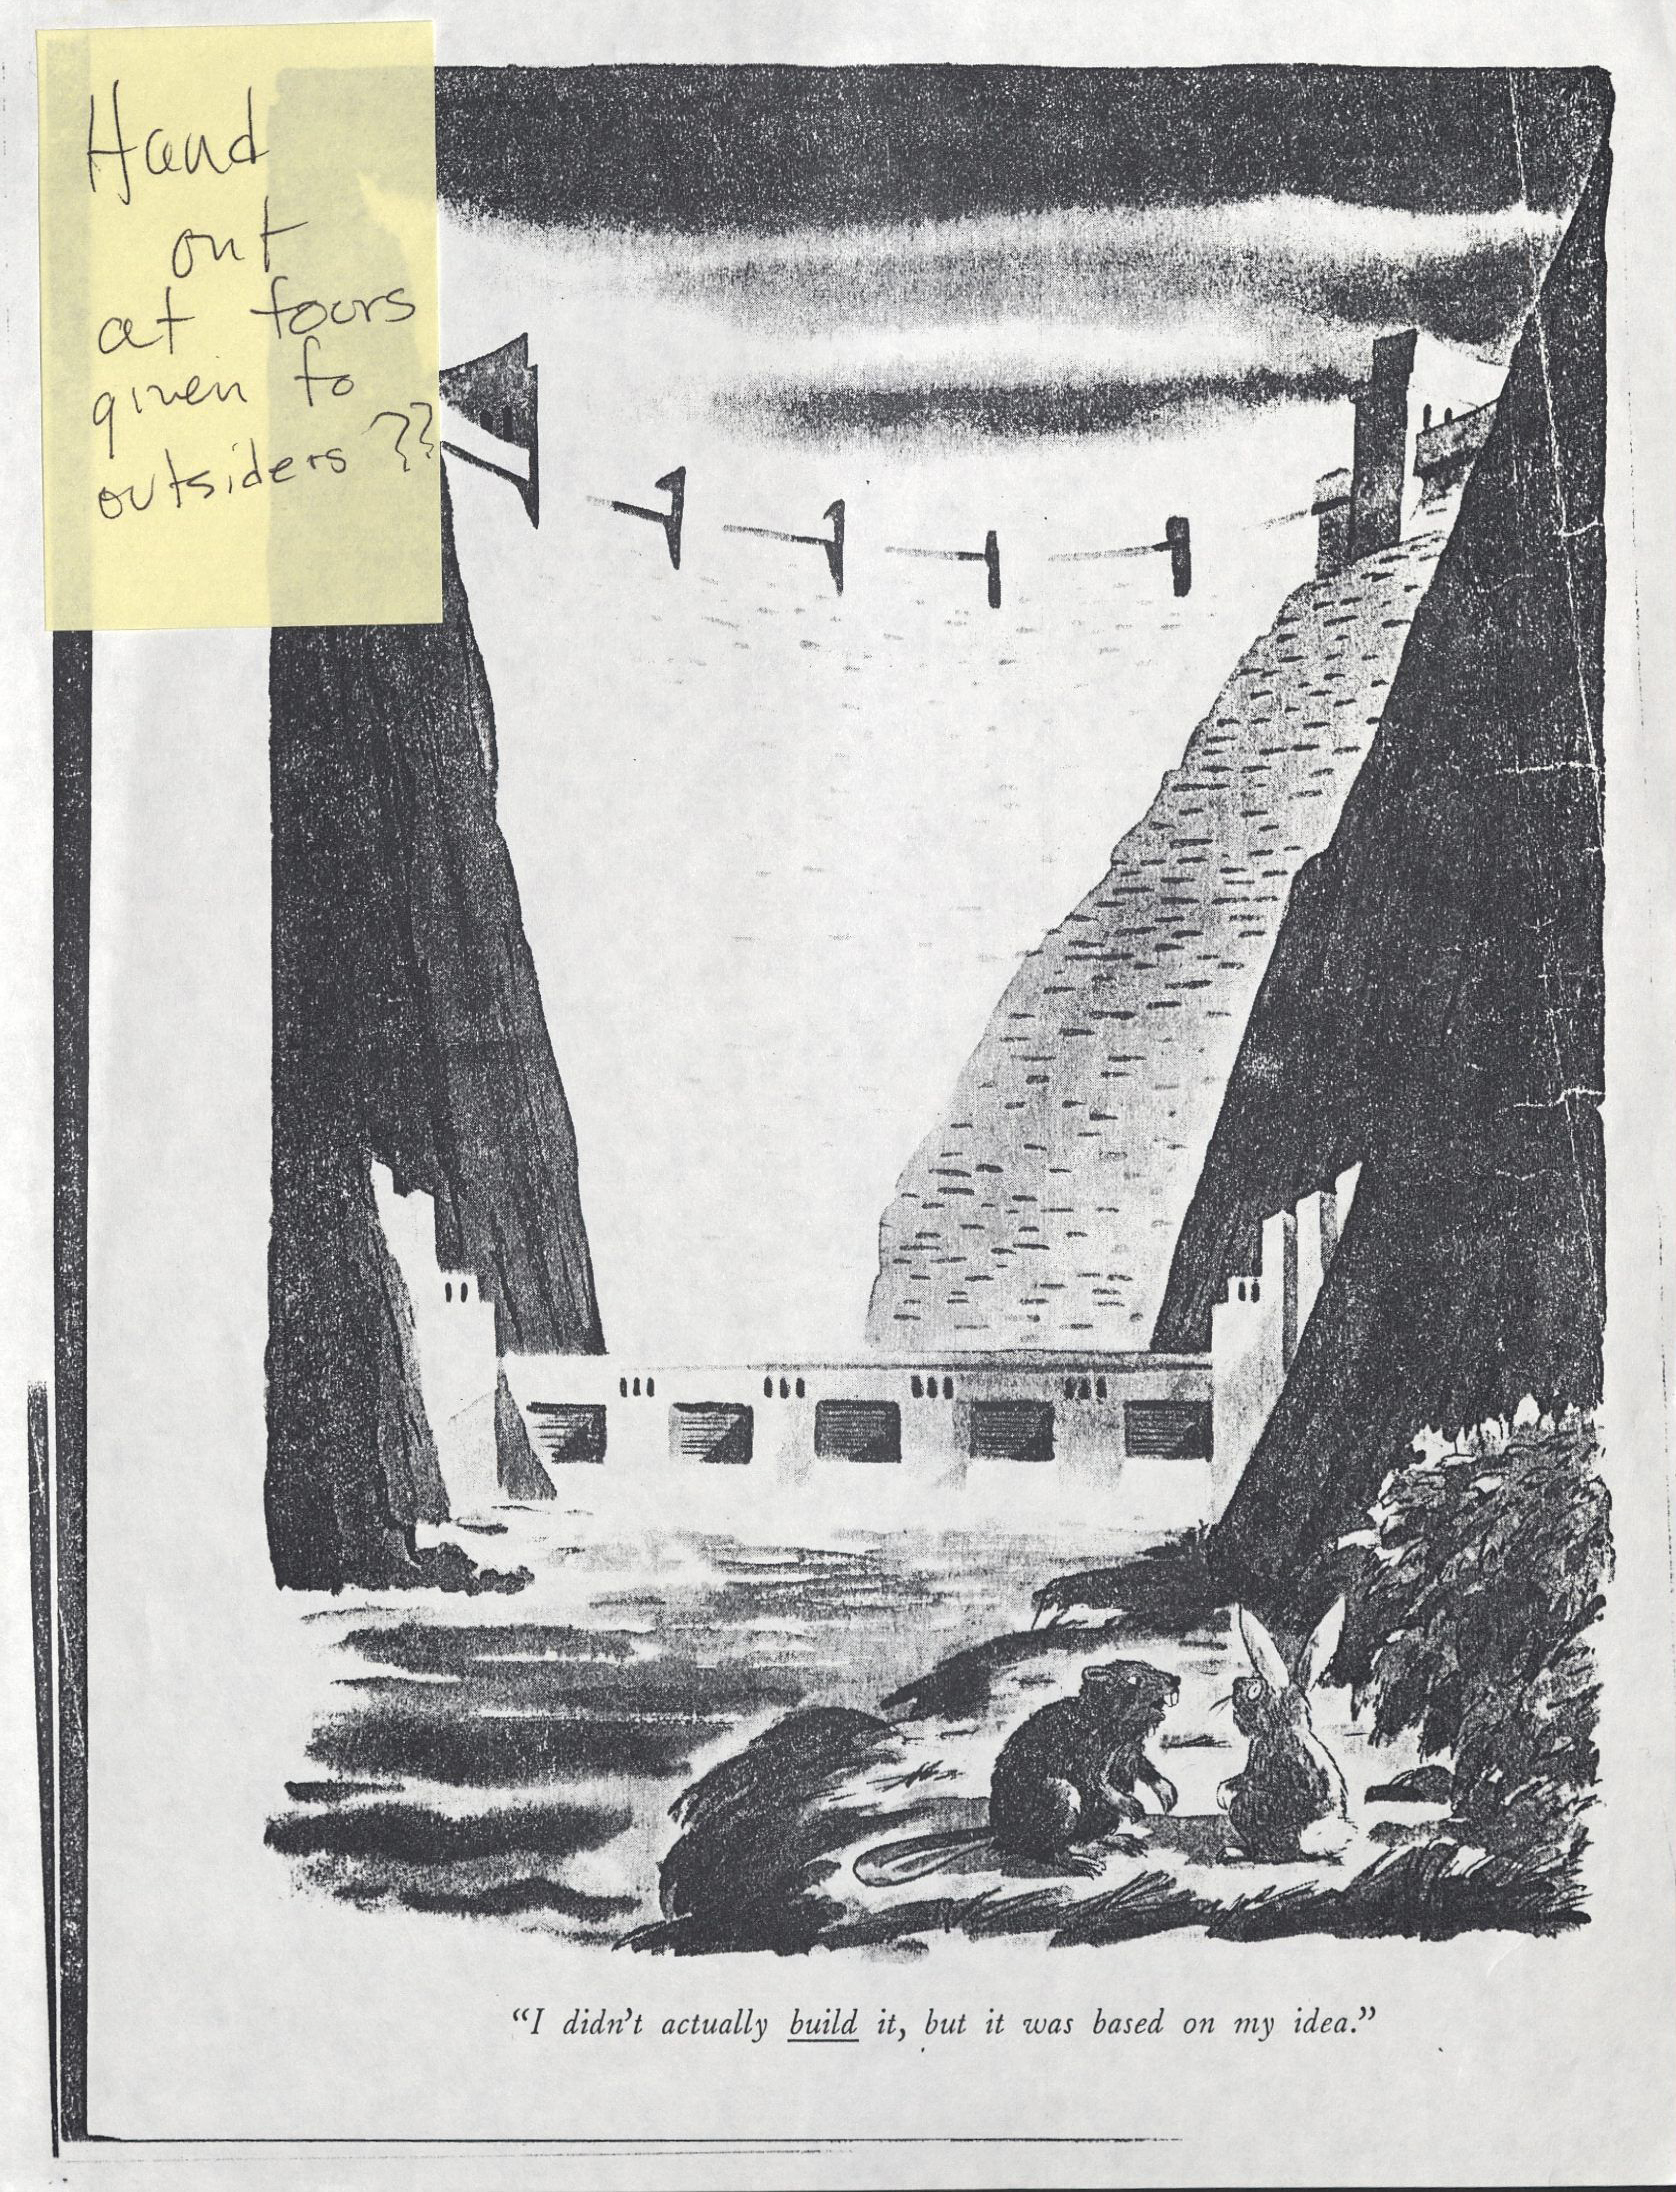 Hand
out
at tours
given to
outsiders ??
“I didn’t actually build it, but it was based on my idea.”